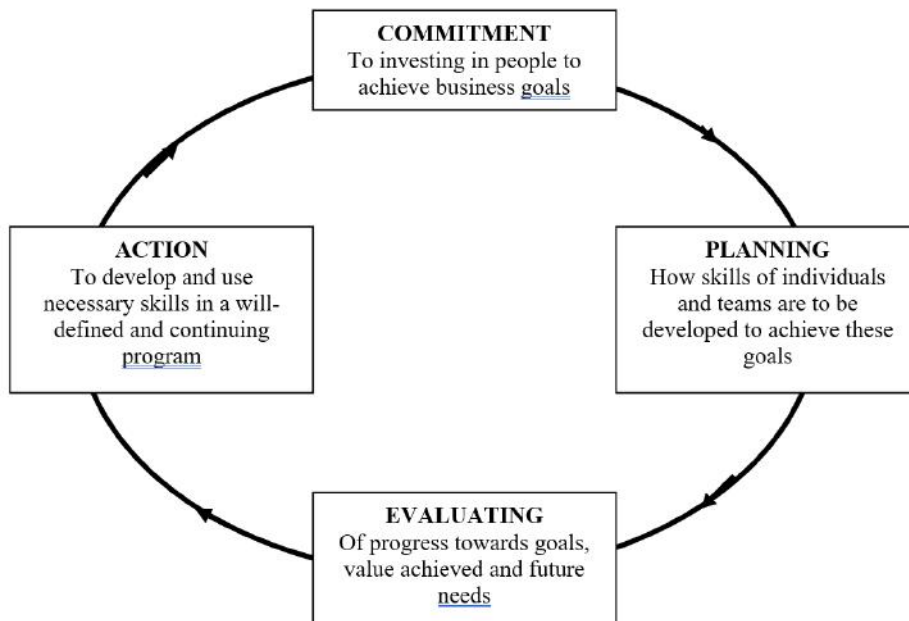 COMMITMENT
To investing in people to
achieve business goals
ACTION
To develop and use
necessary skills in a will-
defined and continuing
program
PLANNING
How skills of individuals
and teams are to be
developed to achieve these
goals
EVALUATING
Of progress towards goals,
value achieved and future
needs